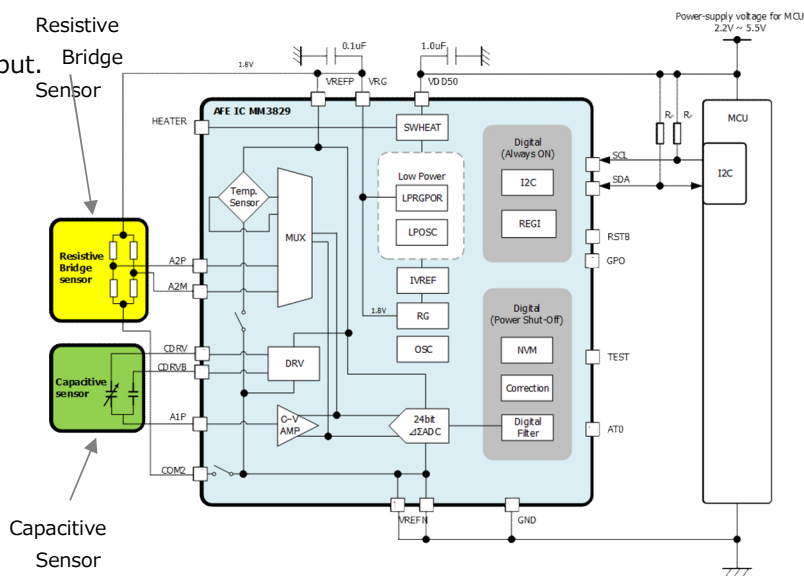 Resistive
Bridge
Sensor
put.
Power-supply voltage for MCU
2.2V ~ 5.5V
0.1uF
1.0uF
1.8V
VREFP
VRG
VDD50
AFE IC MM3829
HEATER
SWHEAT
Temp.
Sensor
MUX
Low Power
LPRGPOR
LPOSC
IVREF
1.8V
RG
OSC
Digital
(Always ON)
I2C
REGI
SCL
SDA
RSTB
GPO
MCU
I2C
Resistive
Bridge
sensor
A2P
A2M
CDRV
CDRVB
DRV
Capacitive
sensor
A1P
C-V
AMP
24bit
⊿ΣADC
Digital
(Power Shut-Off)
NVM
Correction
Digital
Filter
TEST
AT0
COM2
VREFN
GND
Capacitive
Sensor